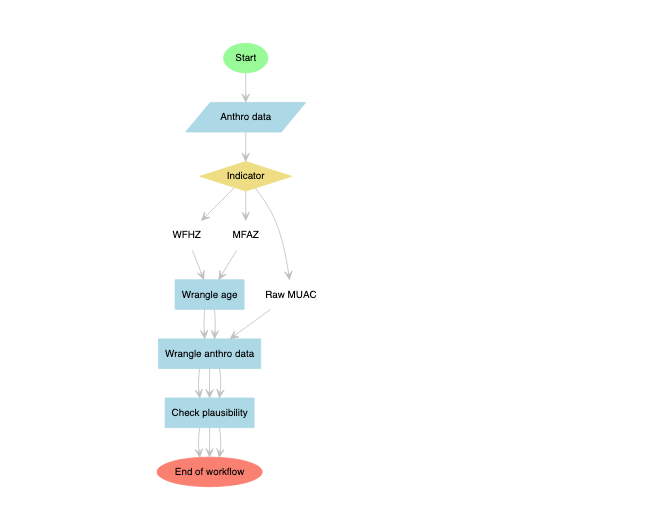 Start
Anthro data
Indicator
WFHZ
MFAZ
Wrangle age
Raw MUAC
Wrangle anthro data
Check plausibility
End of workflow